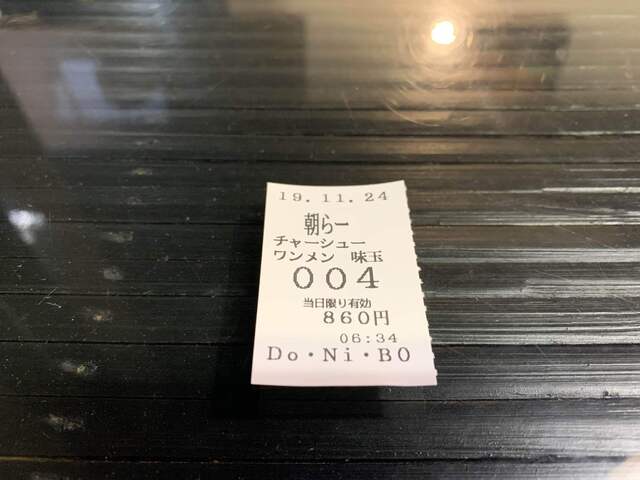 19.11.24
朝らー
チャーシュー
ワンメン 味玉
004
当日限り有効
860円
06:34
Do・Ni・BO